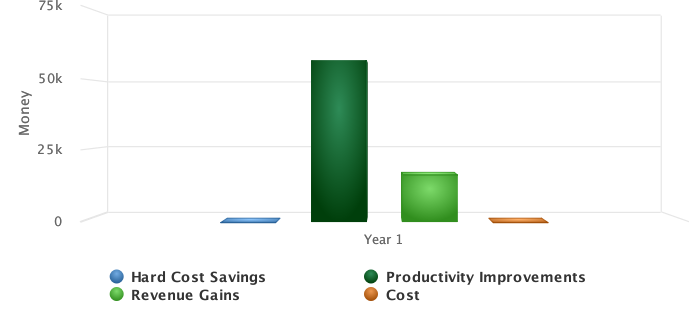 75k
50k
Money
25k
0
Year 1
Hard Cost Savings
Productivity Improvements
Revenue Gains
Cost